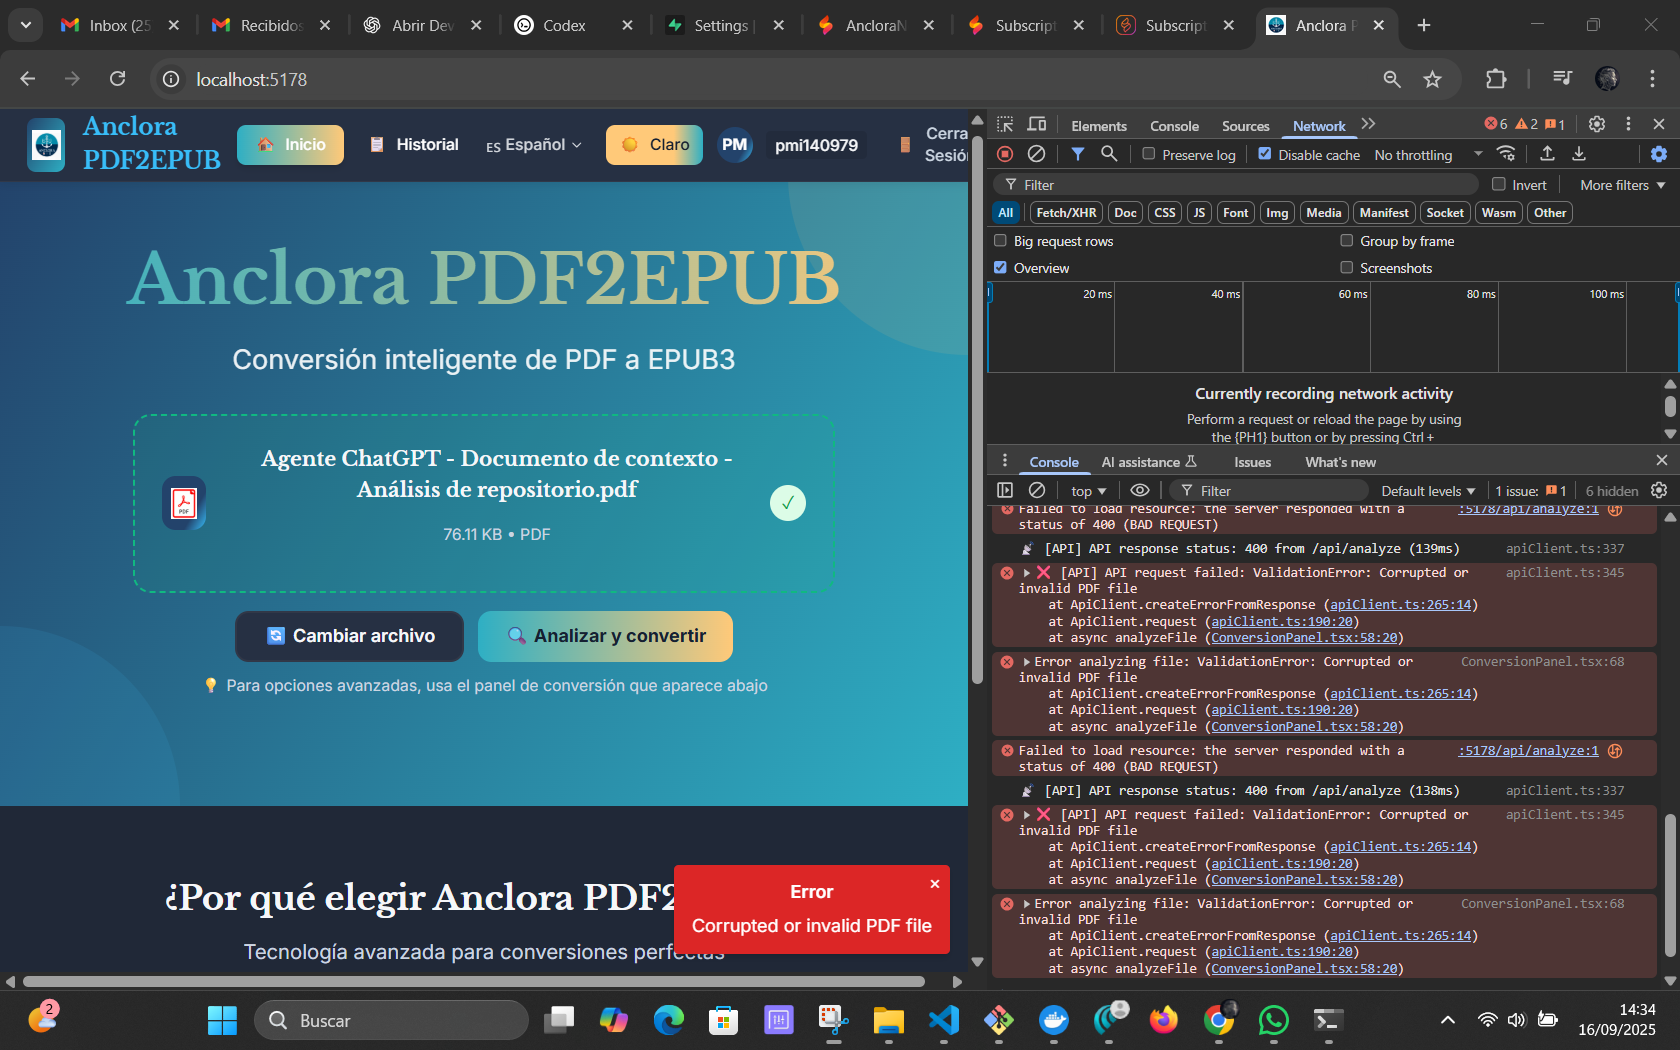 Inbox (25
Recibidos
Abrir Dev
Codex
Settings |
AncloraN
Subscript
Subscript
Anclora P
localhost:5178
Anclora
PDF2EPUB
Inicio
Historial
ES Español
Claro
PM
pmi140979
Cerra
Sesió
Anclora PDF2EPUB
Conversión inteligente de PDF a EPUB3
Agente ChatGPT - Documento de contexto -
Análisis de repositorio.pdf
PDF
✓
76.11 KB • PDF
Cambiar archivo
Analizar y convertir
Para opciones avanzadas, usa el panel de conversión que aparece abajo
¿Por qué elegir Anclora PDF2
Tecnología avanzada para conversiones perfectas
Error
Corrupted or invalid PDF file
Elements
Console
Sources
Network
6
2
1
Preserve log
Disable cache
No throttling
Filter
Invert
More filters
All
Fetch/XHR
Doc
CSS
JS
Font
Img
Media
Manifest
Socket
Wasm
Other
Big request rows
Group by frame
Overview
Screenshots
20 ms
40 ms
60 ms
80 ms
100 ms
Currently recording network activity
Perform a request or reload the page by using
the {PH1} button or by pressing Ctrl +
Console
AI assistance
Issues
What's new
top
Filter
Default levels
1 issue: 1
6 hidden
Failed to load resource: the server responded with a :5178/api/analyze:1
status of 400 (BAD REQUEST)
[API] API response status: 400 from /api/analyze (139ms) apiClient.ts:337
[API] API request failed: ValidationError: Corrupted or apiClient.ts:345
invalid PDF file
at ApiClient.createErrorFromResponse (apiClient.ts:265:14)
at ApiClient.request (apiClient.ts:190:20)
at async analyzeFile (ConversionPanel.tsx:58:20)
Error analyzing file: ValidationError: Corrupted or ConversionPanel.tsx:68
invalid PDF file
at ApiClient.createErrorFromResponse (apiClient.ts:265:14)
at ApiClient.request (apiClient.ts:190:20)
at async analyzeFile (ConversionPanel.tsx:58:20)
Failed to load resource: the server responded with a :5178/api/analyze:1
status of 400 (BAD REQUEST)
[API] API response status: 400 from /api/analyze (138ms) apiClient.ts:337
[API] API request failed: ValidationError: Corrupted or apiClient.ts:345
invalid PDF file
at ApiClient.createErrorFromResponse (apiClient.ts:265:14)
at ApiClient.request (apiClient.ts:190:20)
at async analyzeFile (ConversionPanel.tsx:58:20)
Error analyzing file: ValidationError: Corrupted or ConversionPanel.tsx:68
invalid PDF file
at ApiClient.createErrorFromResponse (apiClient.ts:265:14)
at ApiClient.request (apiClient.ts:190:20)
at async analyzeFile (ConversionPanel.tsx:58:20)
2
Buscar
14:34
16/09/2025